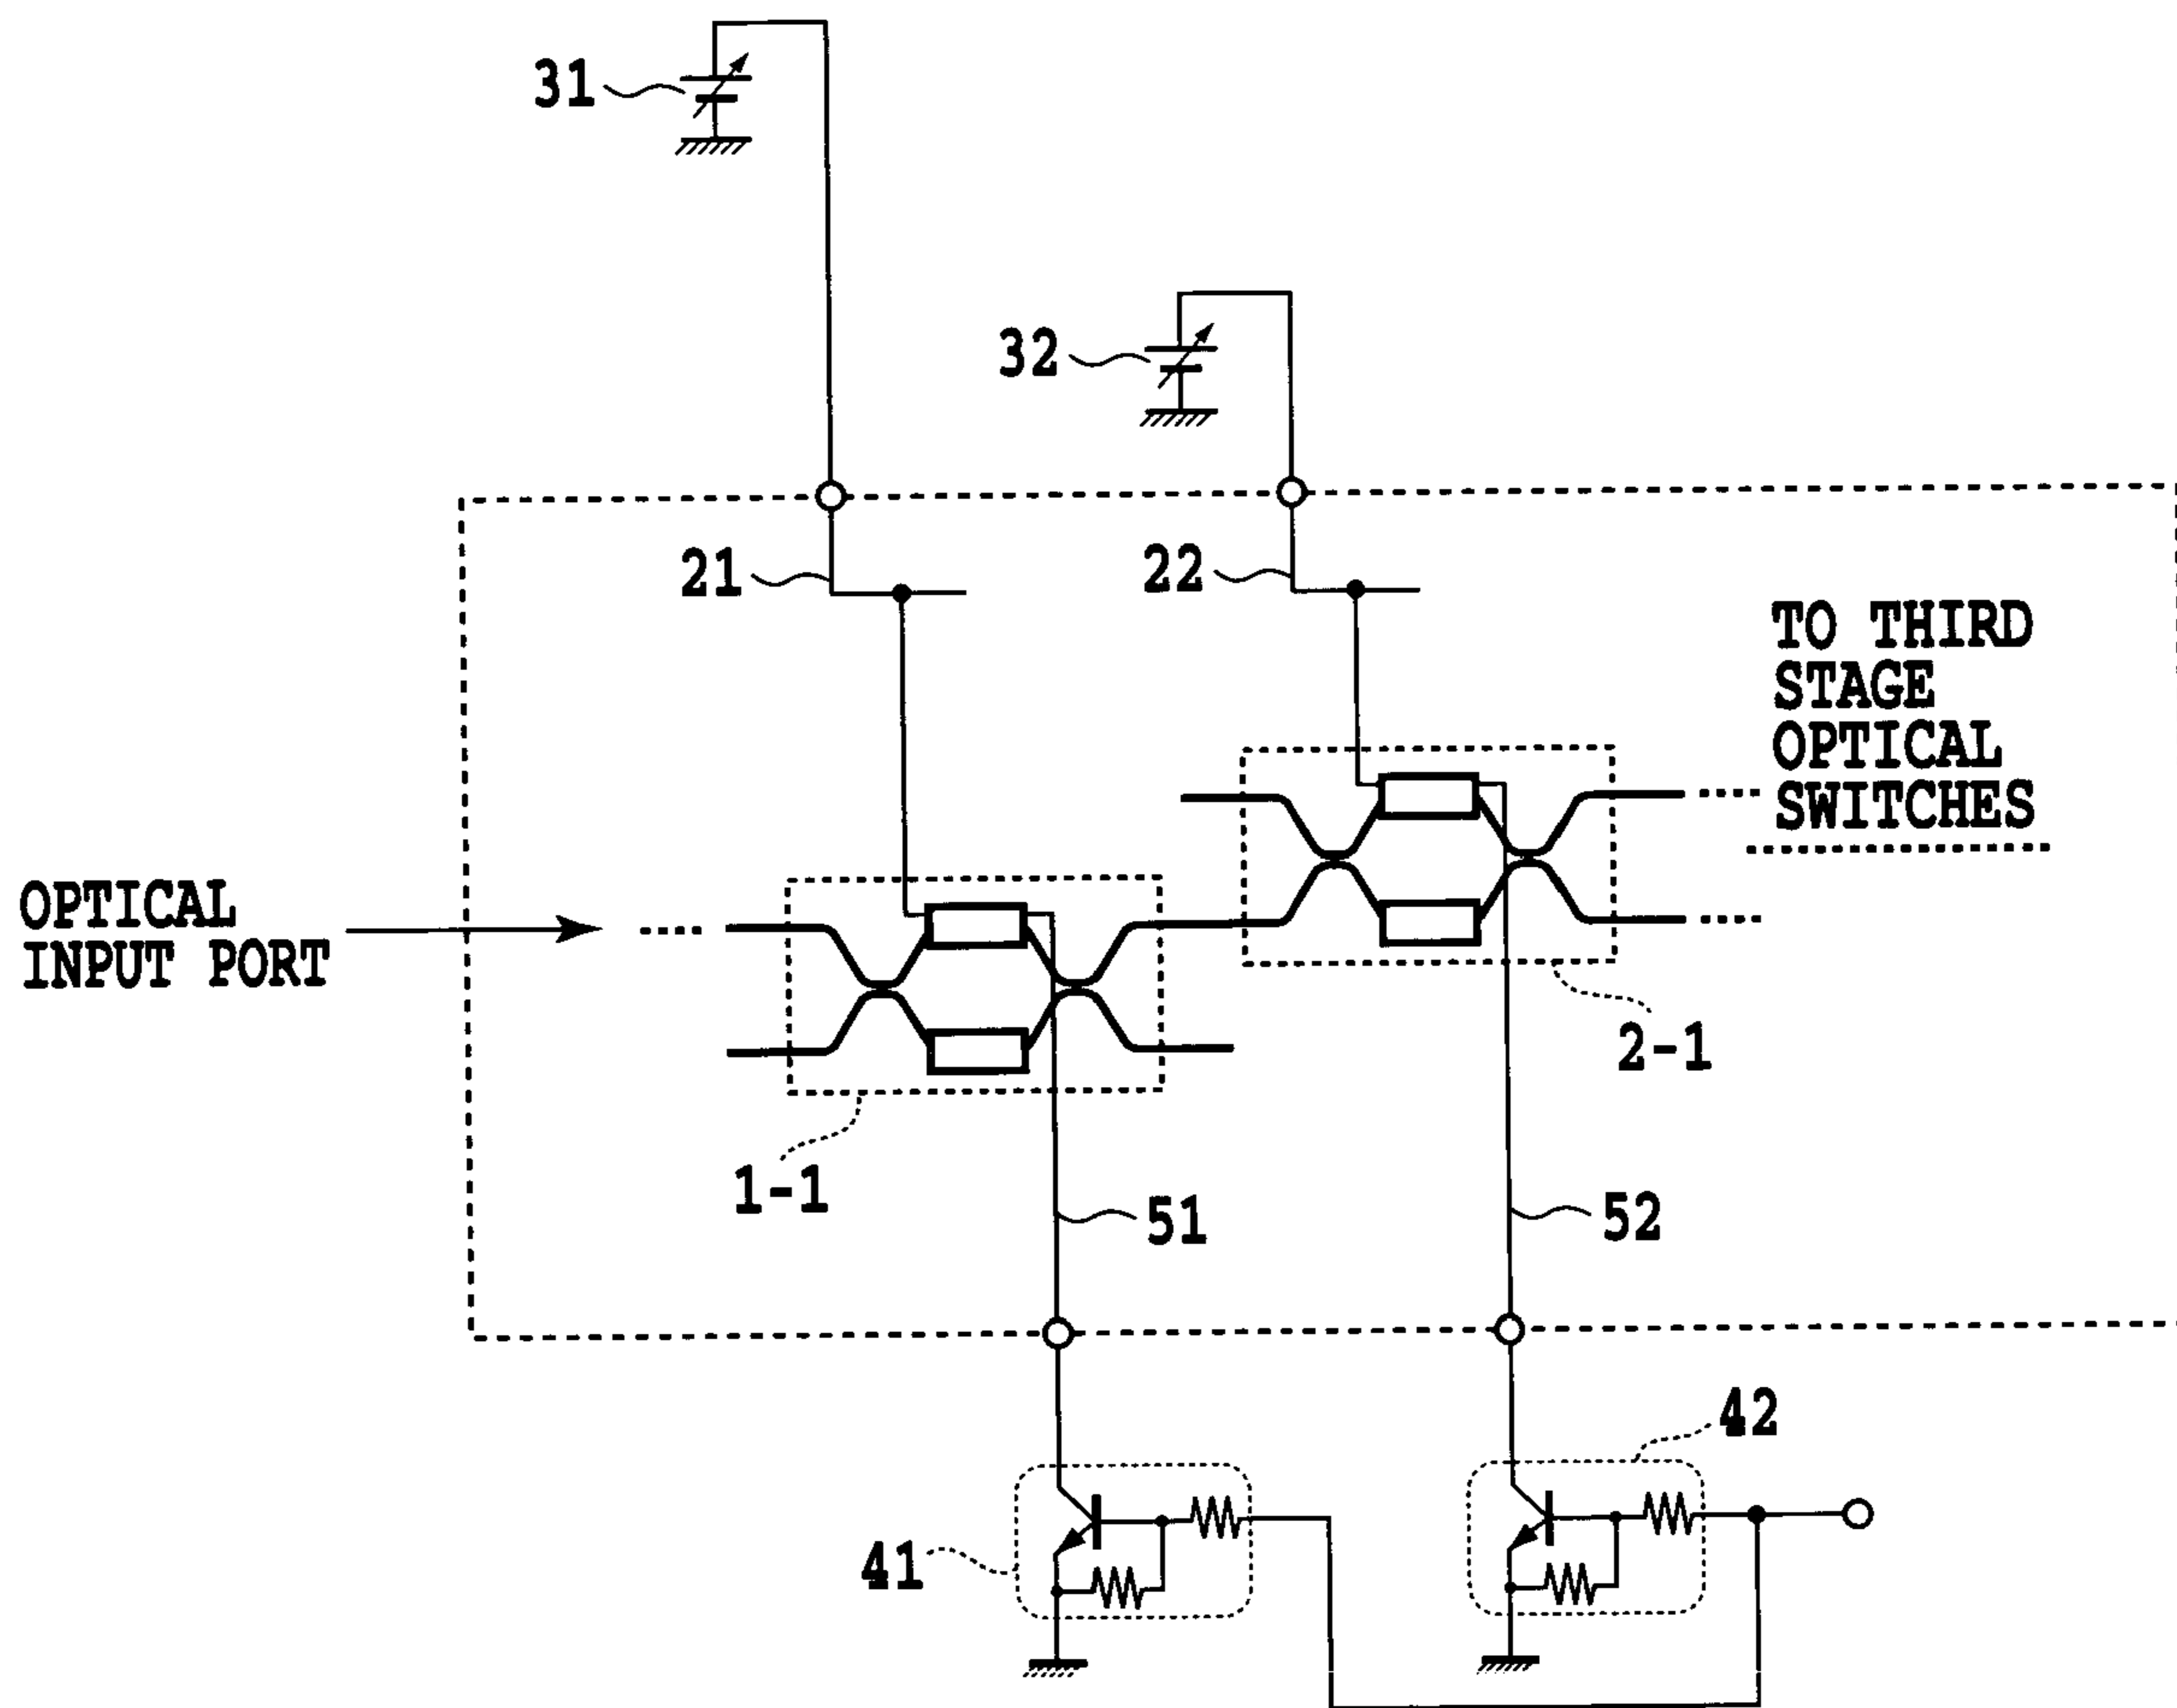 31
32
21
22
TO THIRD
STAGE
OPTICAL
SWITCHES
OPTICAL
INPUT PORT
2-1
1-1
51
52
42
41